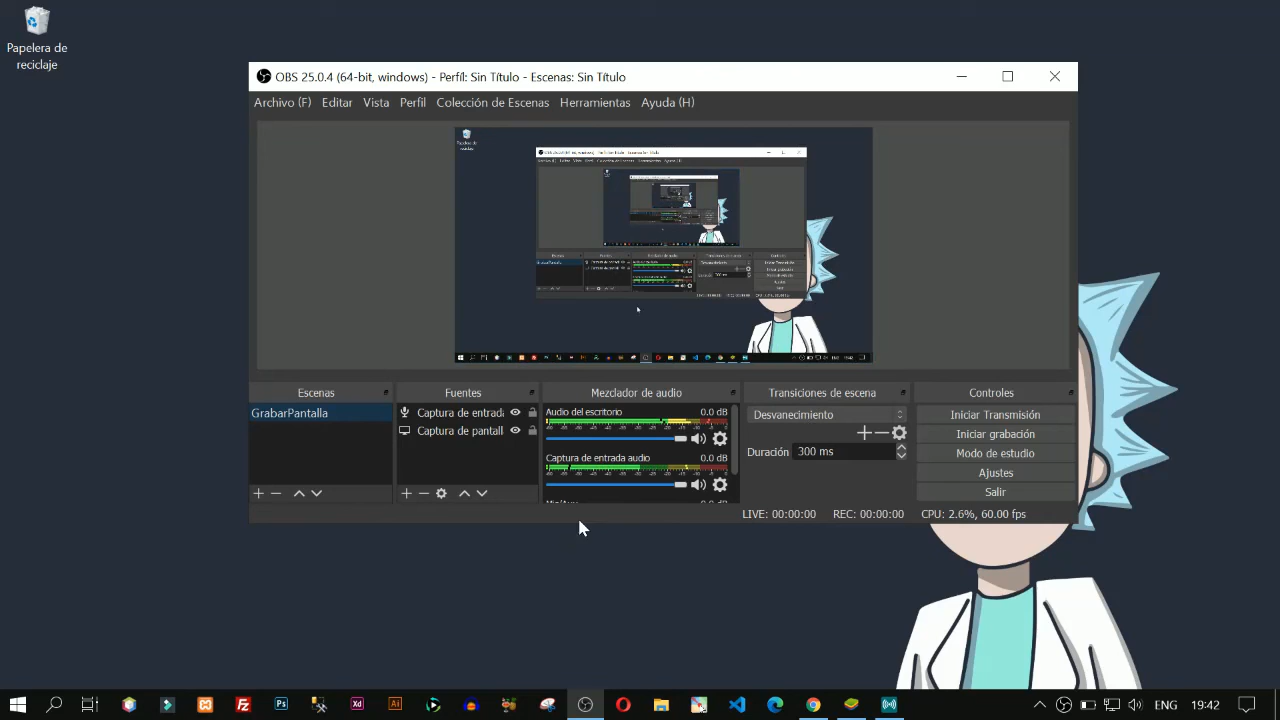 Papelera de
reciclaje
OBS 25.0.4 (64-bit, windows) - Perfil: Sin Título - Escenas: Sin Título
Archivo (F) Editar Vista Perfil Colección de Escenas Herramientas Ayuda (H)
Escenas Fuentes Mezclador de audio Transiciones de escena Controles
GrabarPantalla
Captura de entrada
Captura de pantall
Audio del escritorio 0.0 dB
Captura de entrada audio 0.0 dB
Desvanecimiento
Duración 300 ms
Iniciar Transmisión
Iniciar grabación
Modo de estudio
Ajustes
Salir
LIVE: 00:00:00 REC: 00:00:00 CPU: 2.6%, 60.00 fps
Fz Ps Xd Ai ENG 19:42